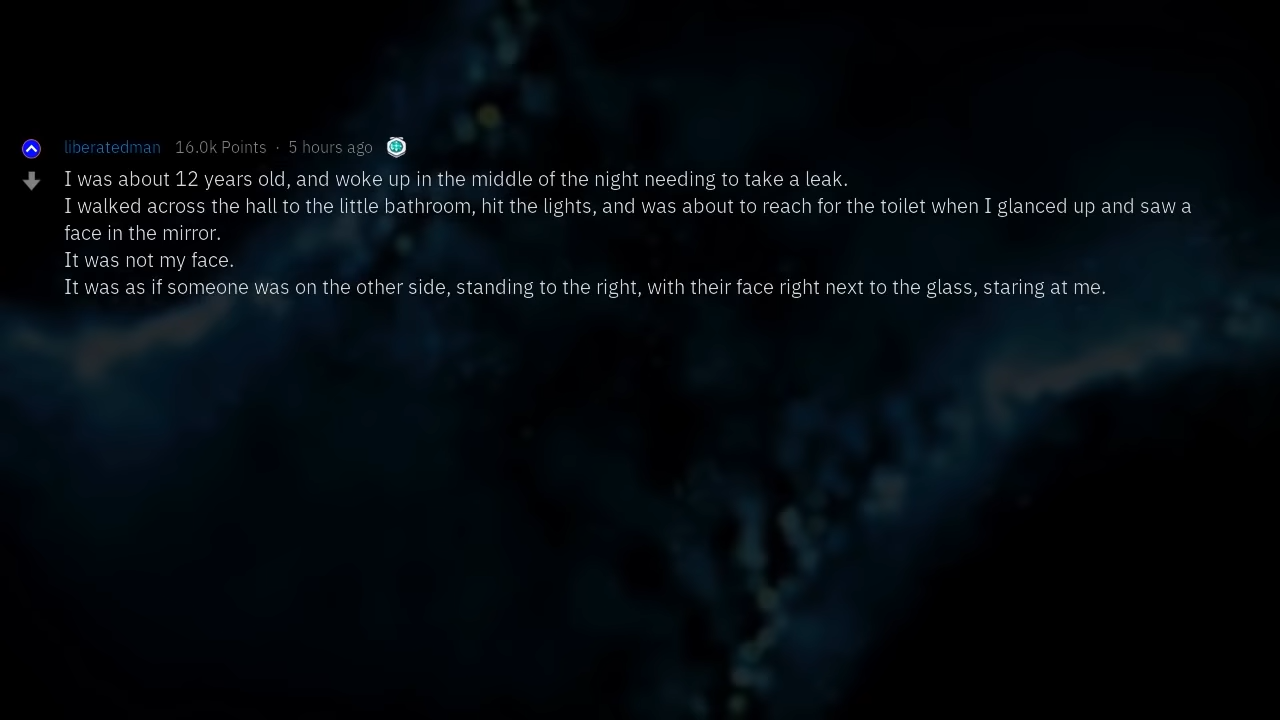 liberatedman 16.0k Points · 5 hours ago
I was about 12 years old, and woke up in the middle of the night needing to take a leak.
I walked across the hall to the little bathroom, hit the lights, and was about to reach for the toilet when I glanced up and saw a
face in the mirror.
It was not my face.
It was as if someone was on the other side, standing to the right, with their face right next to the glass, staring at me.